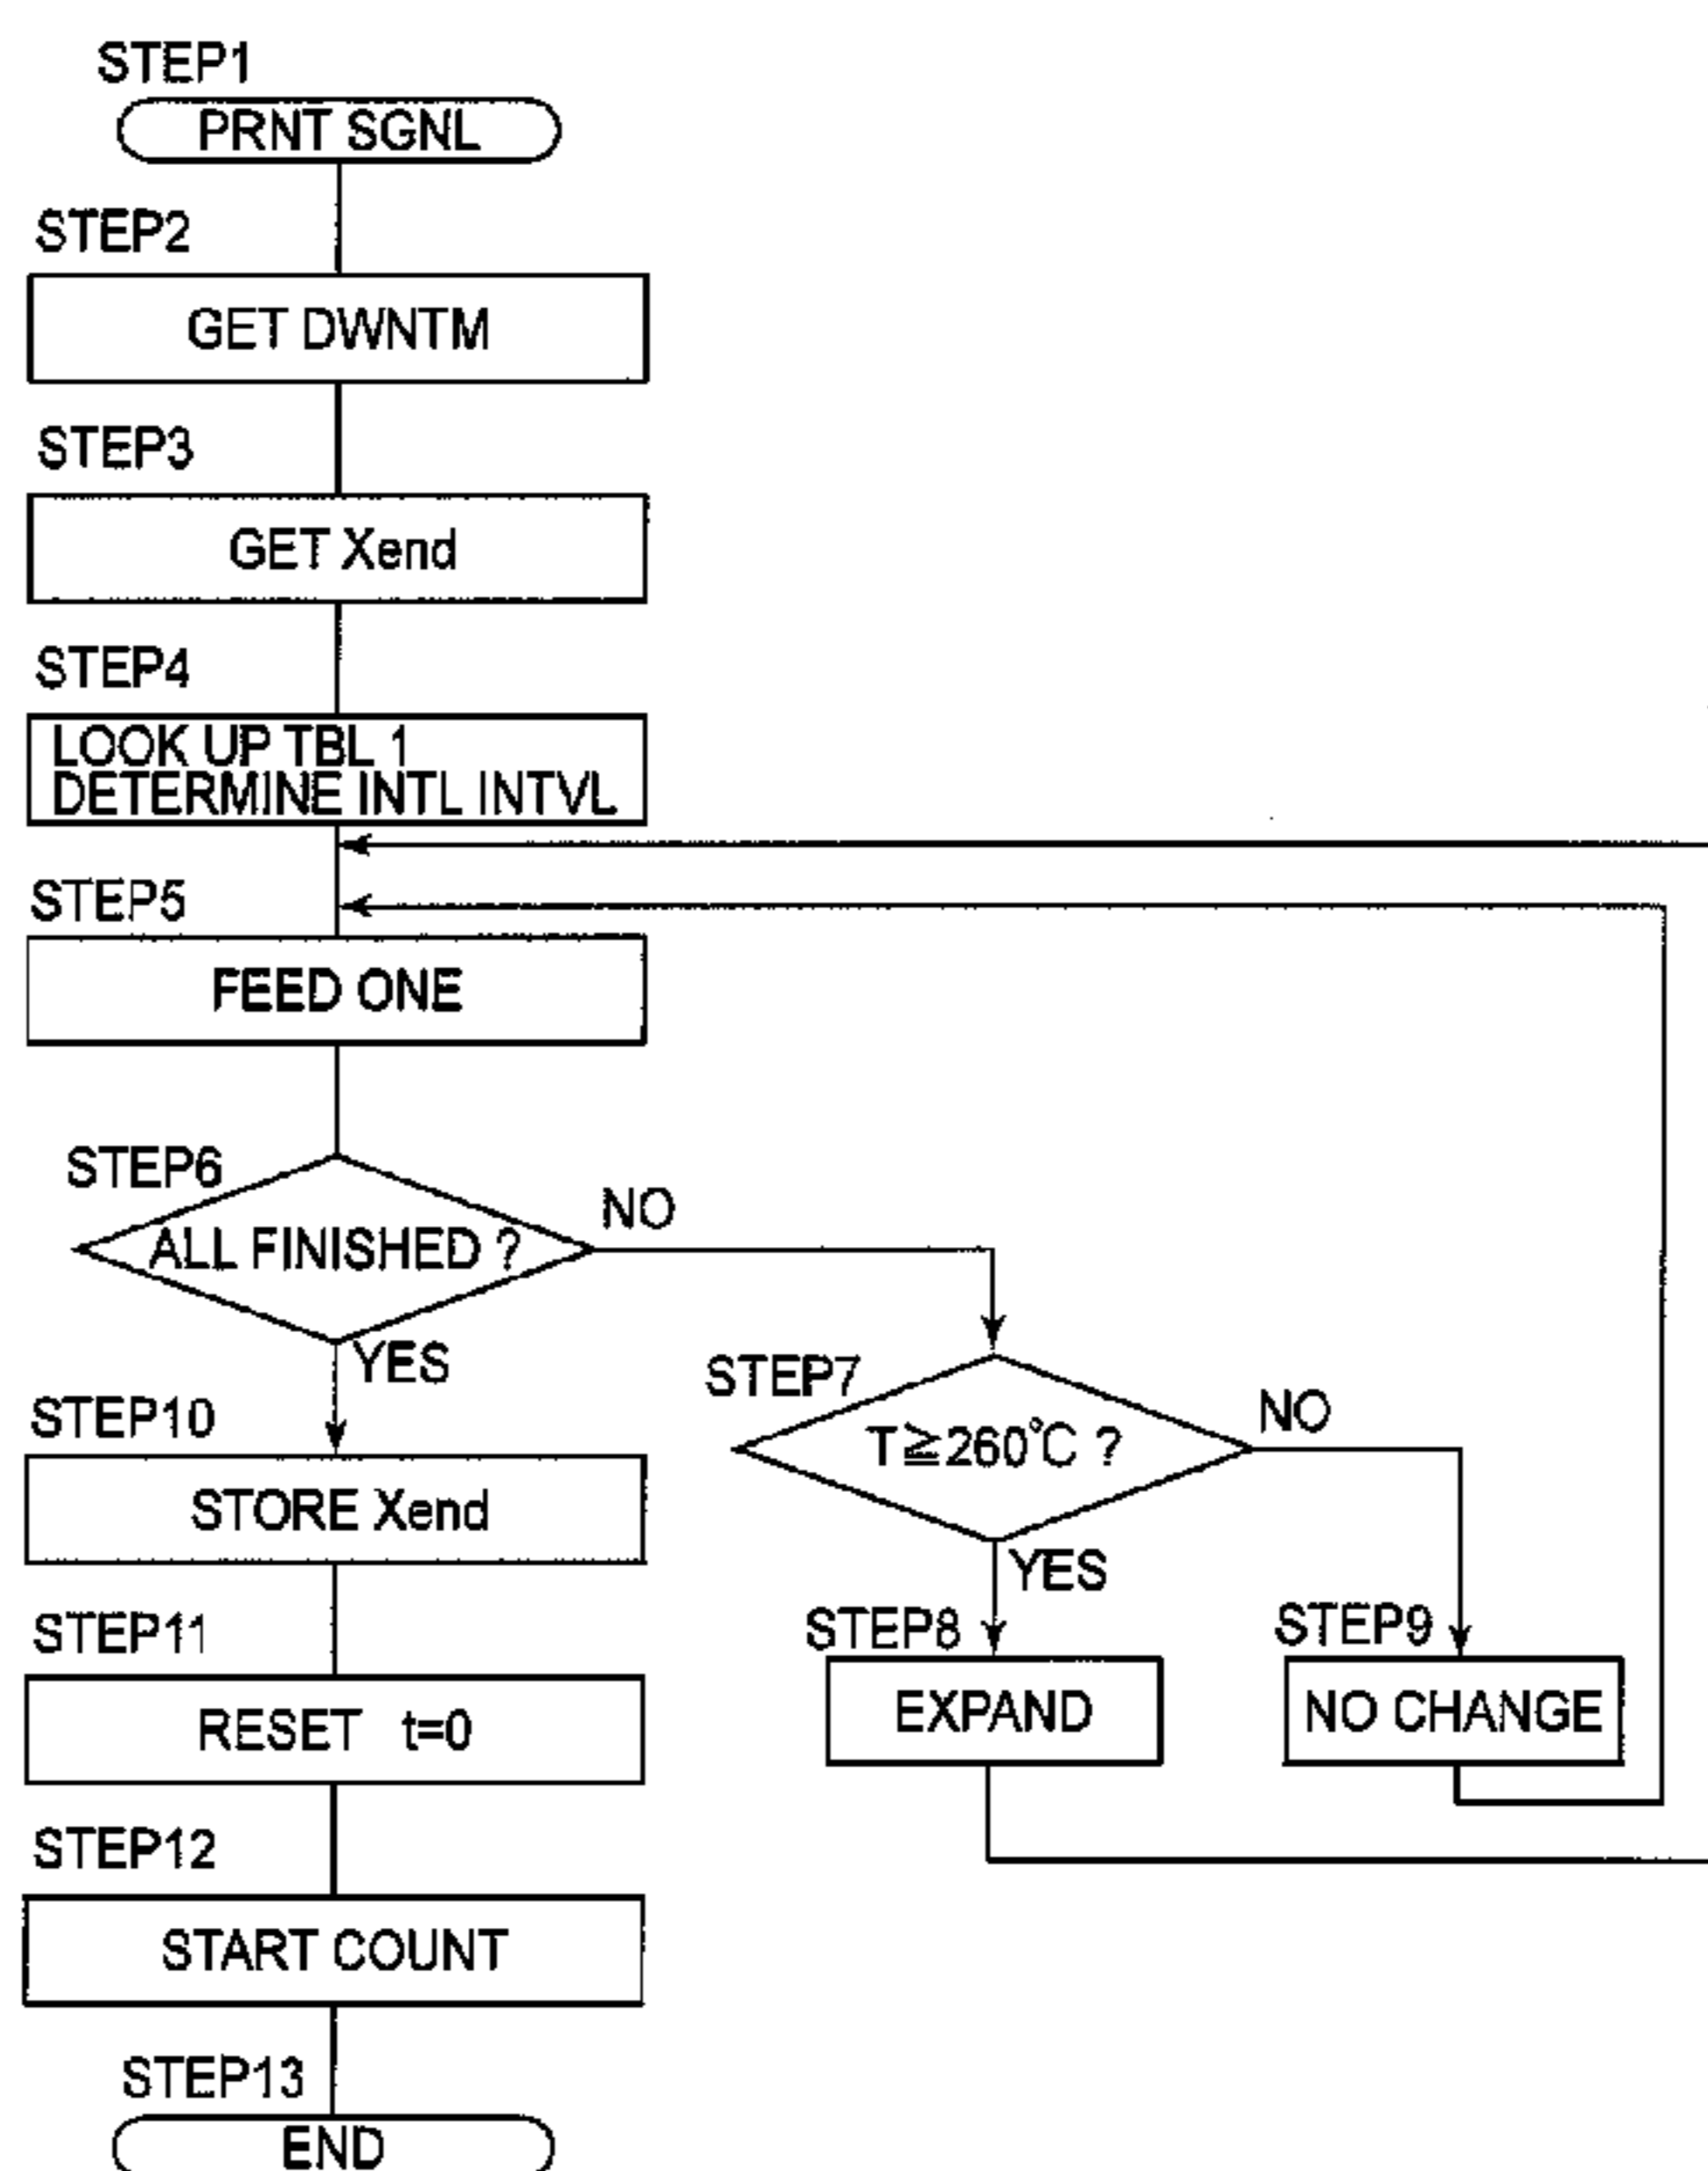 STEP1
PRNT SGNL
STEP2
GET DWNTM
STEP3
GET Xend
STEP4
LOOK UP TBL 1
DETERMINE INTL INTVL
STEP5
FEED ONE
STEP6
ALL FINISHED ?
NO
YES
STEP7
T≧260°C ?
NO
YES
STEP8
EXPAND
STEP9
NO CHANGE
STEP10
STORE Xend
STEP11
RESET t=0
STEP12
START COUNT
STEP13
END